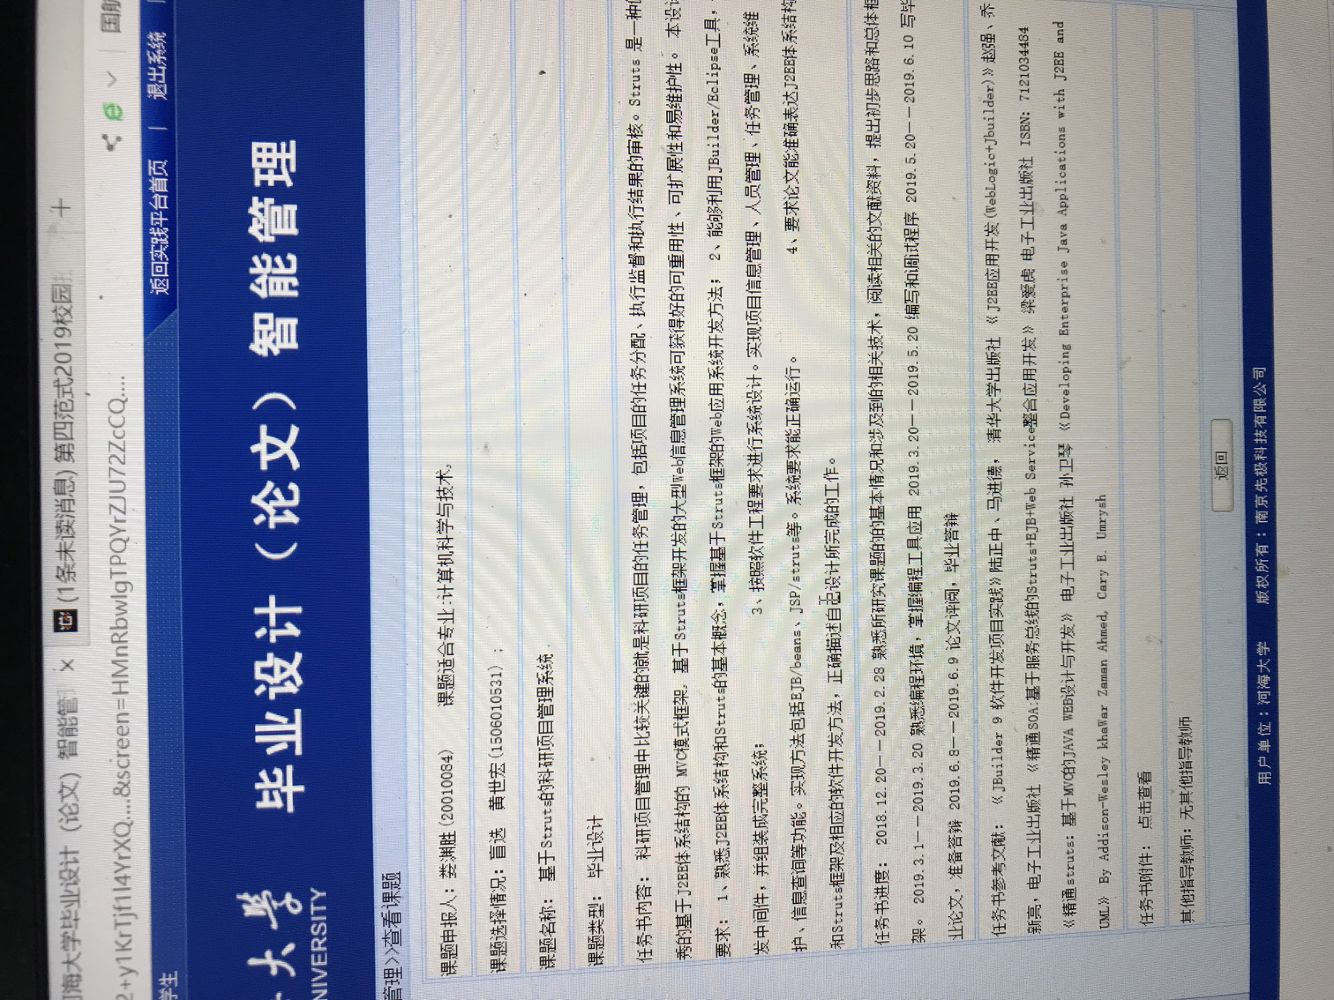 河海大学毕业设计（论文）智能管 × (1条未读消息) 第四范式2019校园 +
2+y1KrTjf1l4YrXQ....&screen=HMnRbwIgTPQYrZJU72ZcCQ.... 国航
学生 返回实践平台首页 | 退出系统
大学 毕业设计（论文）智能管理
NIVERSITY
管理>>查看课题
课题申报人：娄渊胜(20010084) 课题适合专业:计算机科学与技术,
课题选择情况：盲选 黄世宏(1506010531) ;
课题名称： 基于Struts的科研项目管理系统
课题类型： 毕业设计
任务书内容： 科研项目管理中比较关键的就是科研项目的任务管理，包括项目的任务分配、执行监督和执行结果的审核。Struts 是一种
秀的基于J2EE体系结构的 MVC模式框架, 基于Struts框架开发的大型Web信息管理系统可获得好的可重用性、可扩展性和易维护性。 本设计
要求： 1、熟悉J2EE体系结构和Struts的基本概念，掌握基于Struts框架的Web应用系统开发方法； 2、能够利用JBuilder/Eclipse工具，
发中间件，并组装成完整系统； 3、按照软件工程要求进行系统设计。实现项目信息管理、人员管理、任务管理、系统维
护、信息查询等功能。实现方法包括EJB/beans、JSP/struts等。系统要求能正确运行。 4、要求论文能准确表达J2EE体系结构
和Struts框架及相应的软件开发方法，正确描述自己设计所完成的工作。
任务书进度： 2018.12.20－－2019.2.28 熟悉所研究课题的的基本情况和涉及到的相关技术，阅读相关的文献资料，提出初步思路和总体框
架。 2019.3.1－－2019.3.20 熟悉编程环境，掌握编程工具应用 2019.3.20－－2019.5.20 编写和调试程序 2019.5.20－－2019.6.10 写毕
业论文，准备答辩 2019.6.8－－2019.6.9 论文评阅，毕业答辩
任务书参考文献： 《JBuilder 9 软件开发项目实践》陆正中、马进德， 清华大学出版社 《J2EE应用开发(WebLogic+Jbuilder)》赵强、乔
新亮，电子工业出版社 《精通SOA:基于服务总线的Struts+EJB+Web Service整合应用开发》 梁爱虎 电子工业出版社 ISBN: 7121034484
《精通struts: 基于MVC的JAVA WEB设计与开发》 电子工业出版社 孙卫琴 《Developing Enterprise Java Applications with J2EE and
UML》 By Addison-Wesley khaWar Zaman Ahmed, Cary E. Umrysh
任务书附件： 点击查看
其他指导教师：无其他指导教师
返回
用户单位：河海大学 版权所有：南京先极科技有限公司